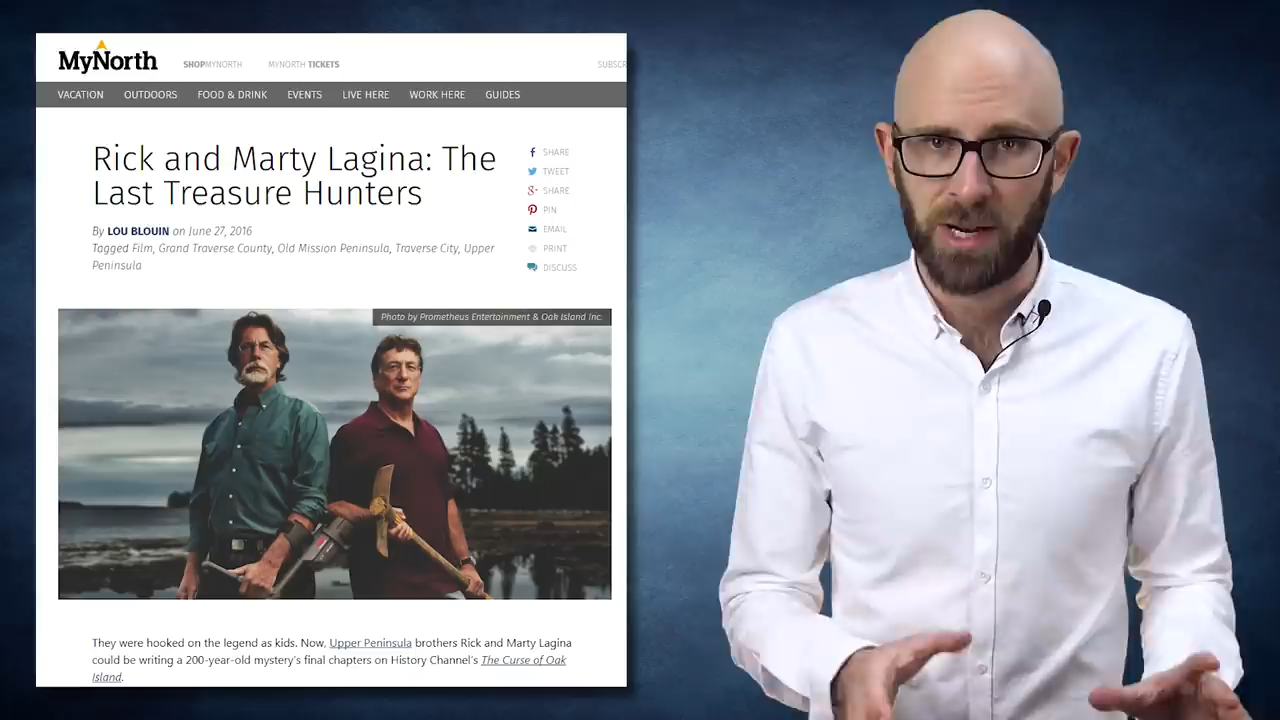 MyNorth
SHOPMYNORTH
MYNORTH TICKETS
SUBSCR
VACATION OUTDOORS FOOD & DRINK EVENTS LIVE HERE WORK HERE GUIDES
Rick and Marty Lagina: The
Last Treasure Hunters
By LOU BLOUIN on June 27, 2016
Tagged Film, Grand Traverse County, Old Mission Peninsula, Traverse City, Upper
Peninsula
SHARE
TWEET
SHARE
PIN
EMAIL
PRINT
DISCUSS
Photo by Prometheus Entertainment & Oak Island Inc.
They were hooked on the legend as kids. Now, Upper Peninsula brothers Rick and Marty Lagina
could be writing a 200-year-old mystery's final chapters on History Channel's The Curse of Oak
Island.